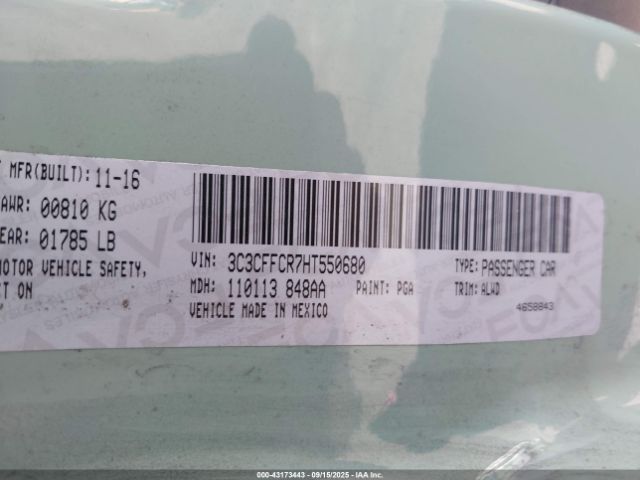 MFR(BUILT): 11-16
AWR: 00810 KG
EAR: 01785 LB
MOTOR VEHICLE SAFETY,
CT ON
VIN: 3C3CFFCR7HT550680 TYPE: PASSENGER CAR
MDH: 110113 848AA PAINT: PGA TRIM: ALWD
VEHICLE MADE IN MEXICO 4658843
000-43173443 - 09/15/2025 - IAA Inc.